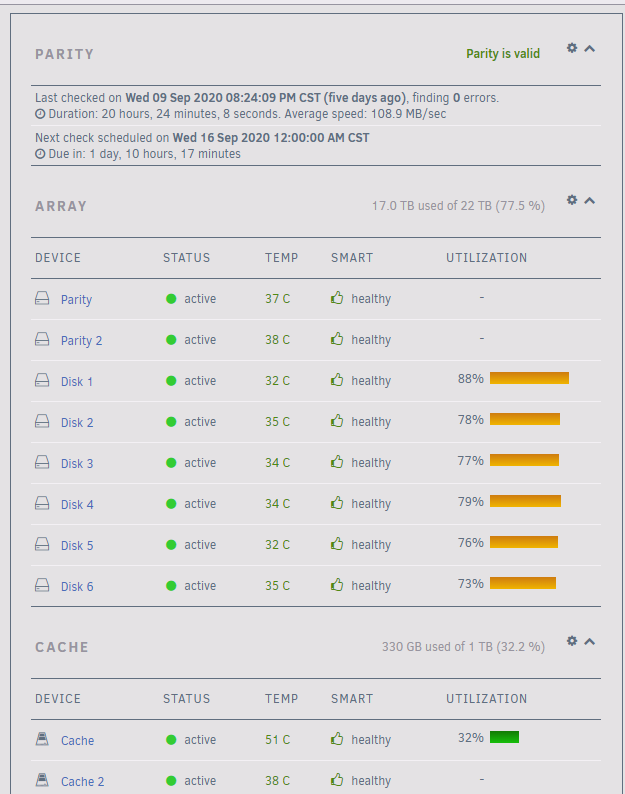 PARITY
Parity is valid
Last checked on Wed 09 Sep 2020 08:24:09 PM CST (five days ago), finding 0 errors.
Duration: 20 hours, 24 minutes, 8 seconds. Average speed: 108.9 MB/sec
Next check scheduled on Wed 16 Sep 2020 12:00:00 AM CST
Due in: 1 day, 10 hours, 17 minutes
ARRAY
17.0 TB used of 22 TB (77.5 %)
DEVICE STATUS TEMP SMART UTILIZATION
Parity active 37 C healthy -
Parity 2 active 38 C healthy -
Disk 1 active 32 C healthy 88%
Disk 2 active 35 C healthy 78%
Disk 3 active 34 C healthy 77%
Disk 4 active 34 C healthy 79%
Disk 5 active 32 C healthy 76%
Disk 6 active 35 C healthy 73%
CACHE
330 GB used of 1 TB (32.2 %)
DEVICE STATUS TEMP SMART UTILIZATION
Cache active 51 C healthy 32%
Cache 2 active 38 C healthy -